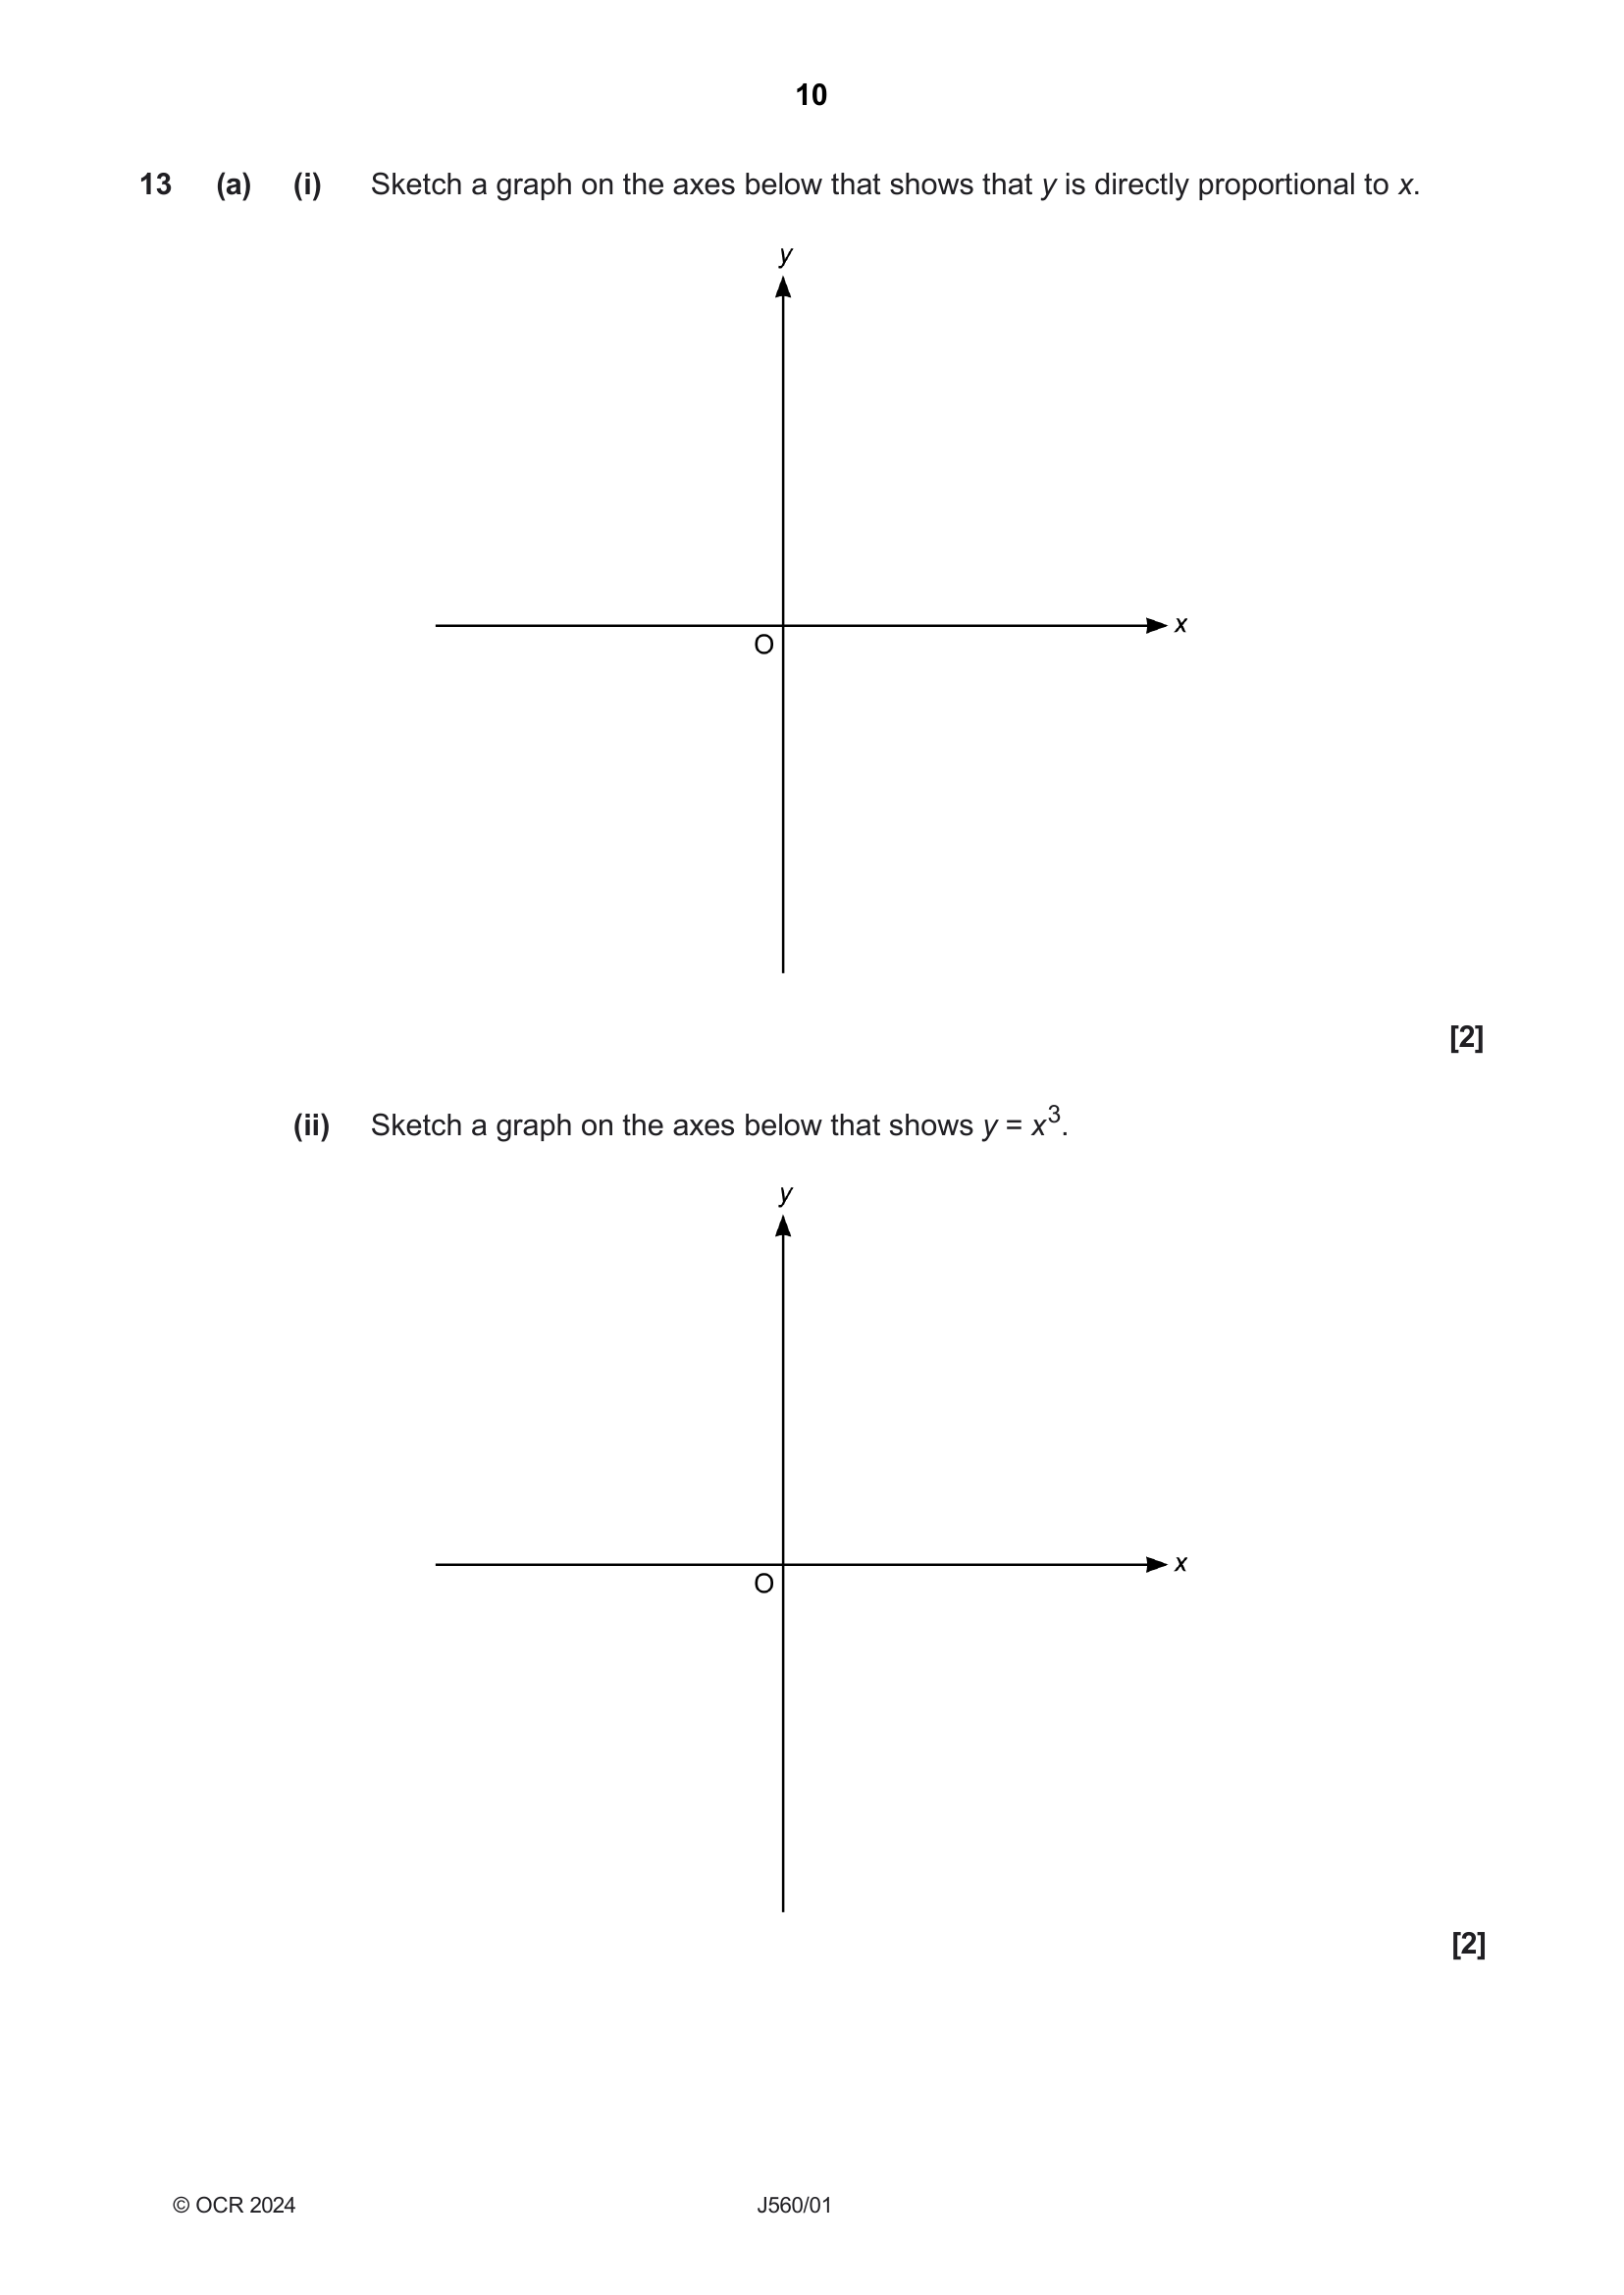 10
13 (a) (i) Sketch a graph on the axes below that shows that y is directly proportional to x.
y
x
O
[2]
(ii) Sketch a graph on the axes below that shows y = x³.
y
x
O
[2]
© OCR 2024 J560/01